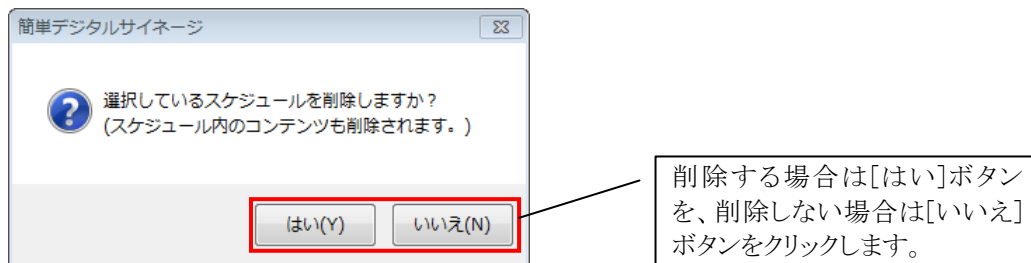 簡単デジタルサイネージ
選択しているスケジュールを削除しますか?
(スケジュール内のコンテンツも削除されます。)
はい(Y)
いいえ(N)
削除する場合は[はい]ボタン
を、削除しない場合は[いいえ]
ボタンをクリックします。